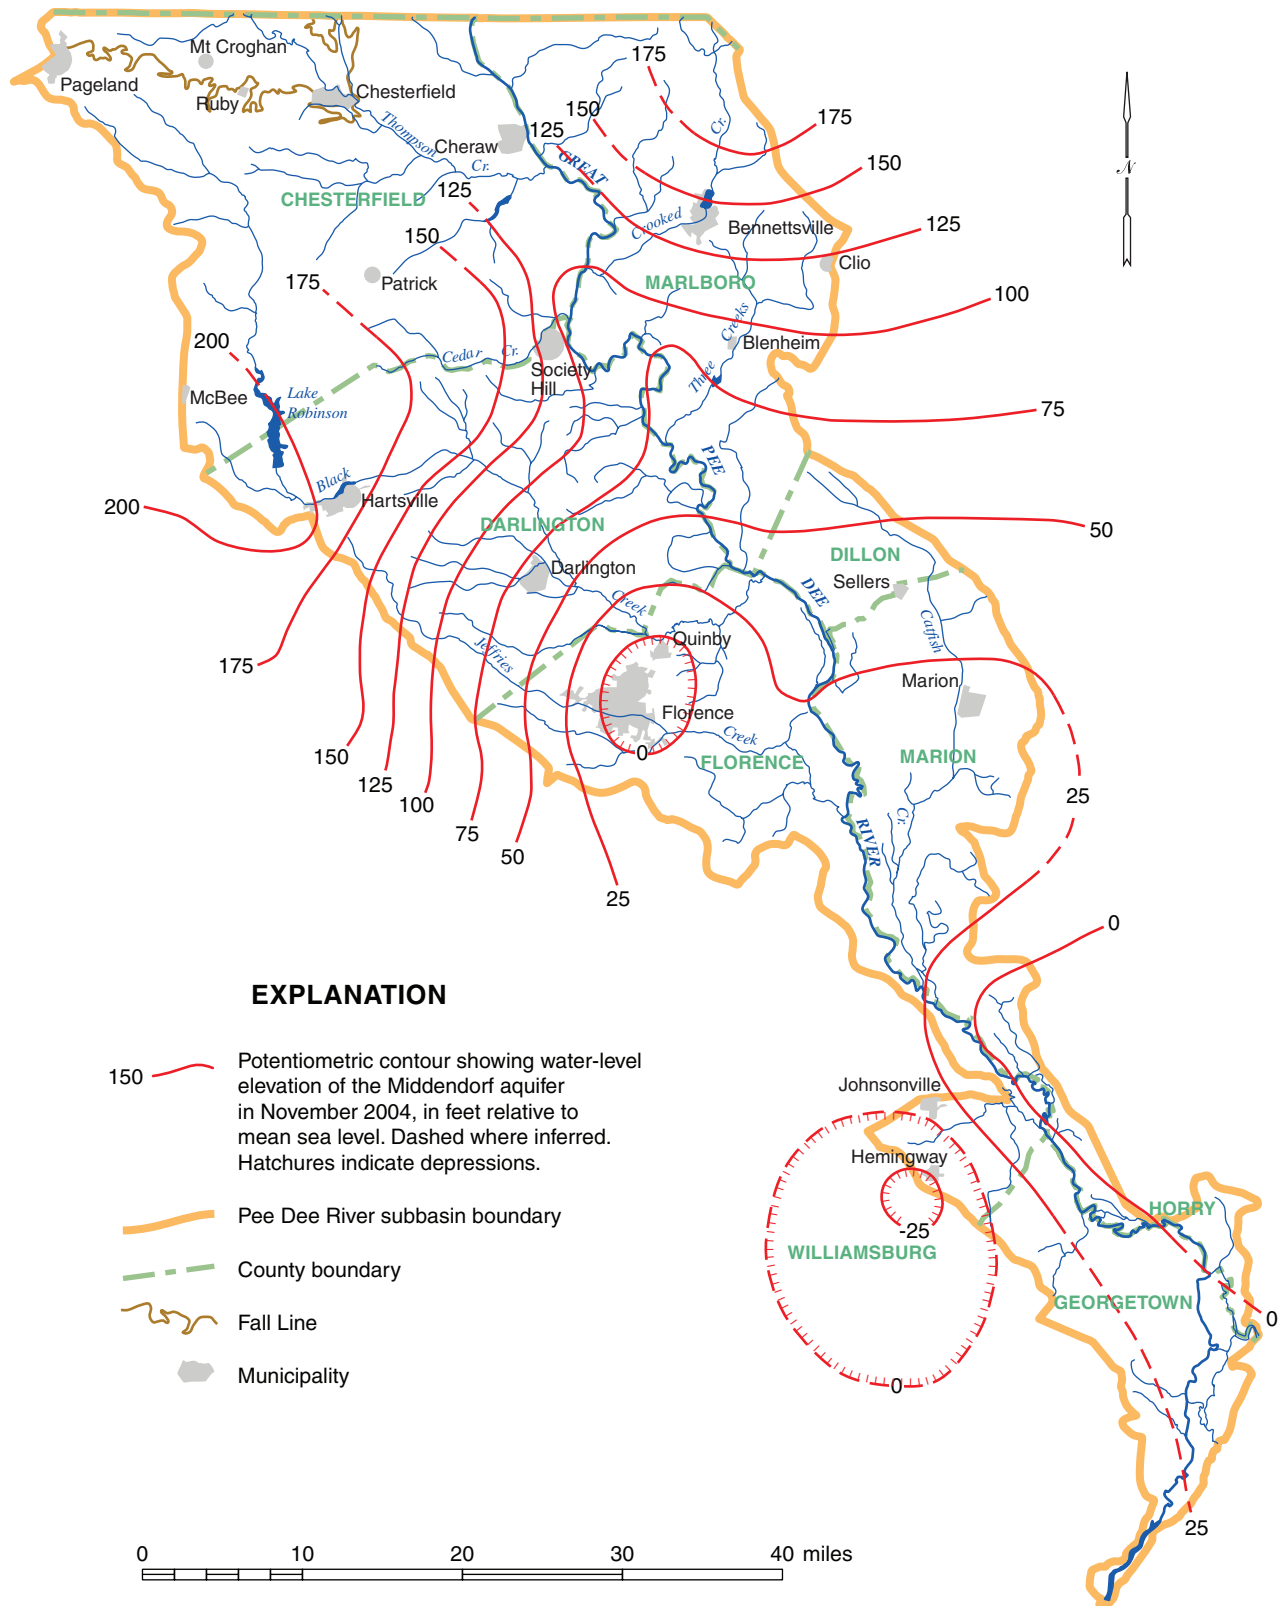 175
Mt Croghan
Pageland
Ruby
Chesterfield
150
175
125
Cr.
Thompson
Cheraw
Cr.
GREAT
150
125
CHESTERFIELD
Crooked
Bennettsville
125
150
Clio
Patrick
175
MARLBORO
100
Creeks
200
Cedar Cr.
Blenheim
Society
Hill
Three
McBee
Lake
Robinson
75
PEE
Black
Hartsville
200
DARLINGTON
50
DILLON
Darlington
Sellers
DEE
Creek
Catfish
Quinby
Jeffries
175
Marion
Florence
Creek
0
150
FLORENCE
MARION
125
25
100
Cr.
75
RIVER
50
25
0
EXPLANATION
150
Potentiometric contour showing water-level
elevation of the Middendorf aquifer
in November 2004, in feet relative to
mean sea level. Dashed where inferred.
Hatchures indicate depressions.
Johnsonville
Hemingway
Pee Dee River subbasin boundary
HORRY
-25
WILLIAMSBURG
County boundary
GEORGETOWN
Fall Line
0
Municipality
0
25
0 10 20 30 40 miles
N